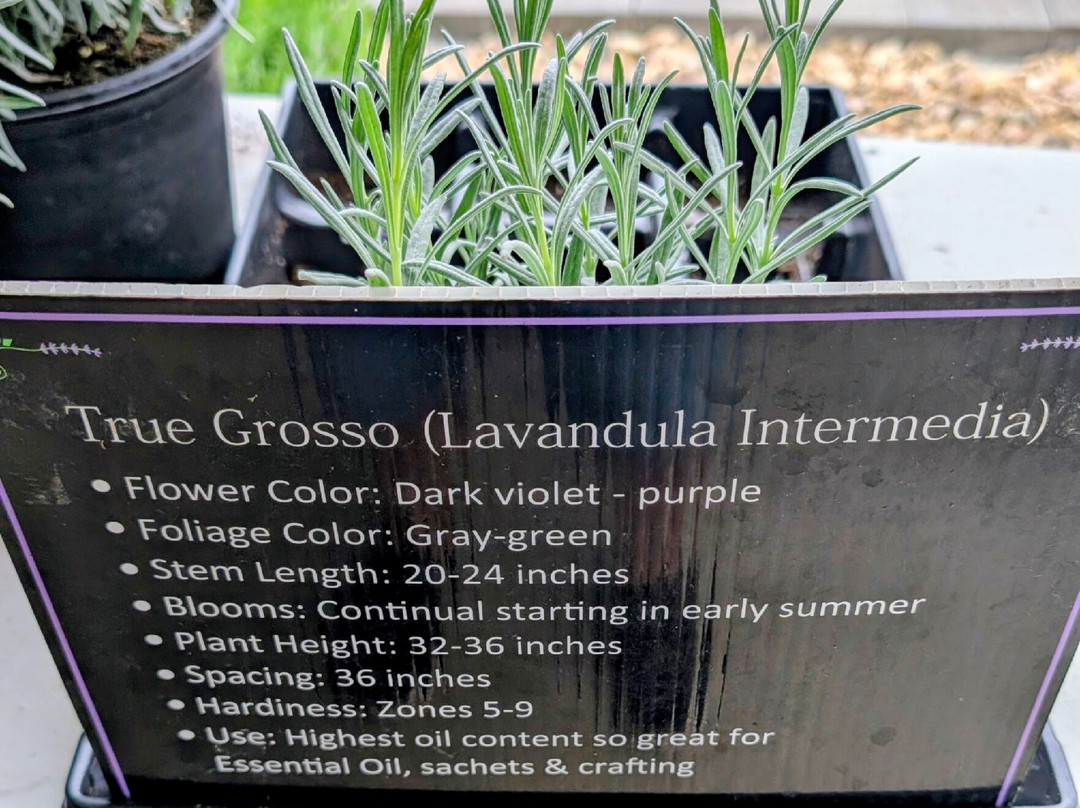 True Grosso (Lavandula Intermedia)
• Flower Color: Dark violet - purple
• Foliage Color: Gray-green
• Stem Length: 20-24 inches
• Blooms: Continual starting in early summer
• Plant Height: 32-36 inches
• Spacing: 36 inches
• Hardiness: Zones 5-9
• Use: Highest oil content so great for
Essential Oil, sachets & crafting